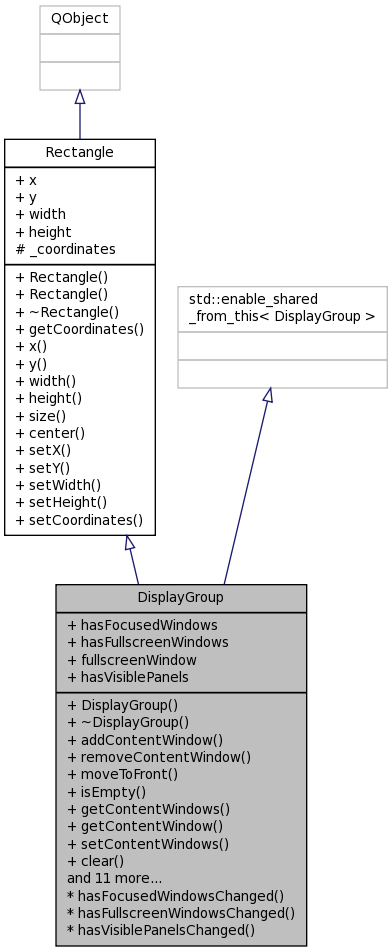 QObject
Rectangle
+ x
+ y
+ width
+ height
# _coordinates
+ Rectangle()
+ Rectangle()
+ ~Rectangle()
+ getCoordinates()
+ x()
+ y()
+ width()
+ height()
+ size()
+ center()
+ setX()
+ setY()
+ setWidth()
+ setHeight()
+ setCoordinates()
std::enable_shared
_from_this< DisplayGroup >
DisplayGroup
+ hasFocusedWindows
+ hasFullscreenWindows
+ fullscreenWindow
+ hasVisiblePanels
+ DisplayGroup()
+ ~DisplayGroup()
+ addContentWindow()
+ removeContentWindow()
+ moveToFront()
+ isEmpty()
+ getContentWindows()
+ getContentWindow()
+ setContentWindows()
+ clear()
and 11 more...
* hasFocusedWindowsChanged()
* hasFullscreenWindowsChanged()
* hasVisiblePanelsChanged()